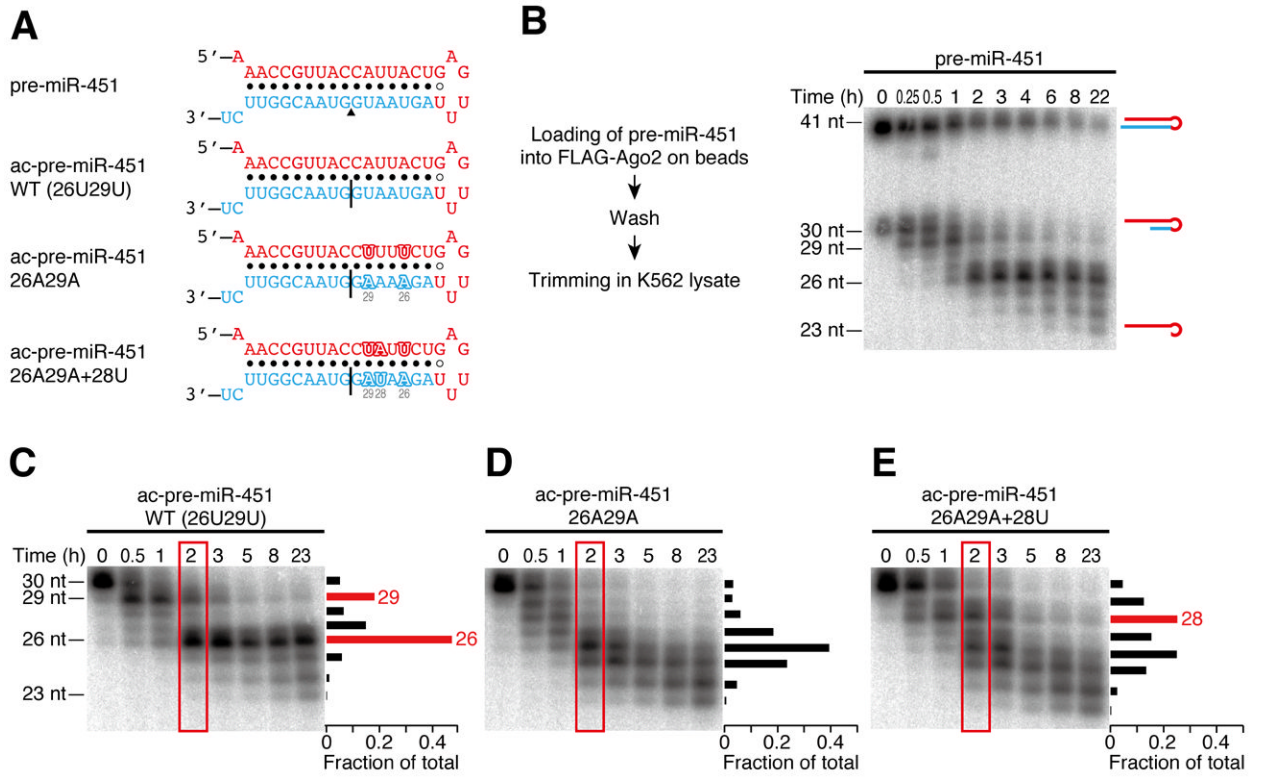 A
pre-miR-451
5′—A A
AACCGUUACCAUUACUG G
UUGGCAAUGGUAAUGAU U
3′—UC U
ac-pre-miR-451
WT (26U29U)
5′—A A
AACCGUUACCAUUACUG G
UUGGCAAUGGUAAUGAU U
3′—UC U
ac-pre-miR-451
26A29A
5′—A A
AACCGUUACCUUUUCUG G
UUGGCAAUGGAAAAGAU U
29 26
3′—UC U
ac-pre-miR-451
26A29A+28U
5′—A A
AACCGUUACCUAUUCUG G
UUGGCAAUGGAUAAGAU U
29 28 26
3′—UC U
B
Loading of pre-miR-451
into FLAG-Ago2 on beads
Wash
Trimming in K562 lysate
pre-miR-451
Time (h) 0 0.25 0.5 1 2 3 4 6 8 22
41 nt
30 nt
29 nt
26 nt
23 nt
C
ac-pre-miR-451
WT (26U29U)
Time (h) 0 0.5 1 2 3 5 8 23
30 nt
29 nt
29
26 nt
26
23 nt
0 0.2 0.4
Fraction of total
D
ac-pre-miR-451
26A29A
0 0.5 1 2 3 5 8 23
0 0.2 0.4
Fraction of total
E
ac-pre-miR-451
26A29A+28U
0 0.5 1 2 3 5 8 23
28
0 0.2 0.4
Fraction of total